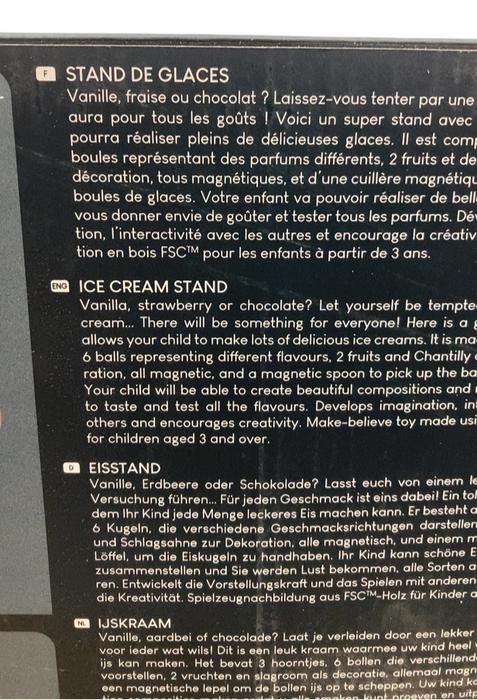 F STAND DE GLACES
Vanille, fraise ou chocolat ? Laissez-vous tenter par une
aura pour tous les goûts ! Voici un super stand avec
pourra réaliser pleins de délicieuses glaces. Il est comp
boules représentant des parfums différents, 2 fruits et de
décoration, tous magnétiques, et d'une cuillère magnétiqu
boules de glaces. Votre enfant va pouvoir réaliser de bell
vous donner envie de goûter et tester tous les parfums. Dév
tion, l'interactivité avec les autres et encourage la créativ
tion en bois FSC™ pour les enfants à partir de 3 ans.
ENG ICE CREAM STAND
Vanilla, strawberry or chocolate? Let yourself be tempte
cream... There will be something for everyone! Here is a g
allows your child to make lots of delicious ice creams. It is ma
6 balls representing different flavours, 2 fruits and Chantilly
ration, all magnetic, and a magnetic spoon to pick up the ba
Your child will be able to create beautiful compositions and
to taste and test all the flavours. Develops imagination, int
others and encourages creativity. Make-believe toy made usi
for children aged 3 and over.
D EISSTAND
Vanille, Erdbeere oder Schokolade? Lasst euch von einem le
Versuchung führen... Für jeden Geschmack ist eins dabei! Ein tol
dem Ihr Kind jede Menge leckeres Eis machen kann. Er besteht a
6 Kugeln, die verschiedene Geschmacksrichtungen darstellen
und Schlagsahne zur Dekoration, alle magnetisch, und einem m
Löffel, um die Eiskugeln zu handhaben. Ihr Kind kann schöne E
zusammenstellen und Sie werden Lust bekommen, alle Sorten a
ren. Entwickelt die Vorstellungskraft und das Spielen mit anderen
die Kreativität. Spielzeugnachbildung aus FSC™-Holz für Kinder a
NL IJSKRAAM
Vanille, aardbei of chocolade? Laat je verleiden door een lekker
voor ieder wat wils! Dit is een leuk kraam waarmee uw kind heel
ijs kan maken. Het bevat 3 hoorntjes, 6 bollen die verschillend
voorstellen, 2 vruchten en slagroom als decoratie, allemaal magn
een magnetische lepel om de bollen ijs op te scheppen. Uw kind k